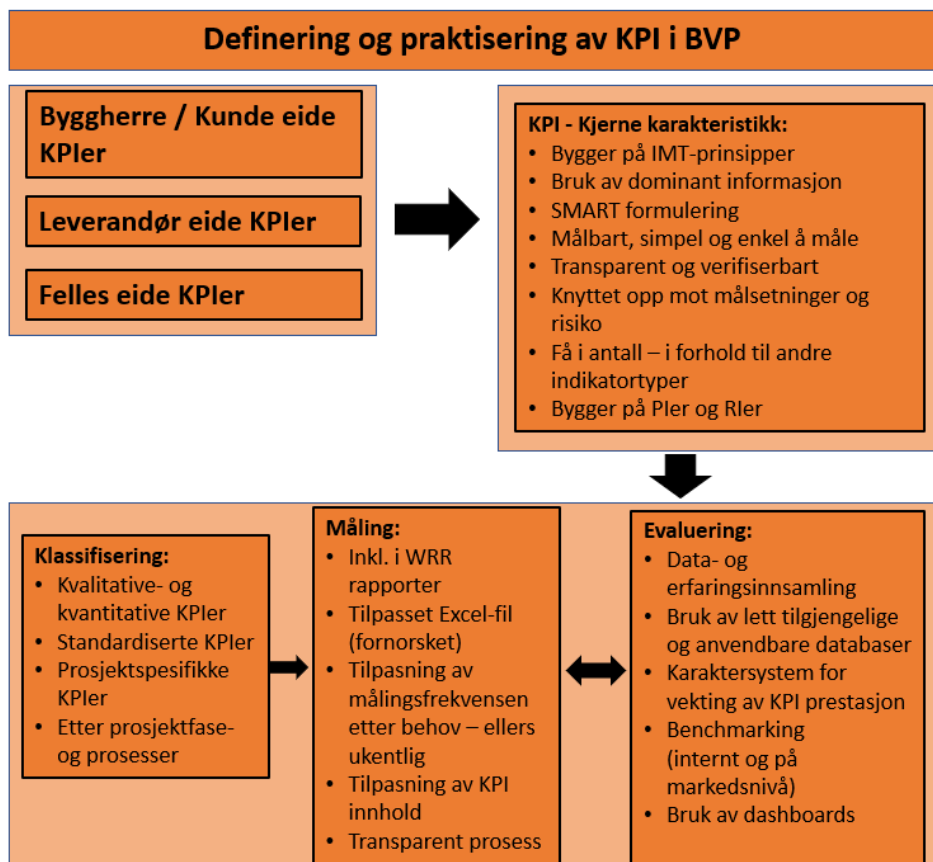 Definering og praktisering av KPI i BVP
Byggherre / Kunde eide
KPIer
Leverandør eide KPIer
Felles eide KPIer
KPI - Kjerne karakteristikk:
• Bygger på IMT-prinsipper
• Bruk av dominant informasjon
• SMART formulering
• Målbart, simpel og enkel å måle
• Transparent og verifiserbart
• Knyttet opp mot målsetninger og
risiko
• Få i antall – i forhold til andre
indikatortyper
• Bygger på PIer og RIer
Klassifisering:
• Kvalitative- og
kvantitative KPIer
• Standardiserte KPIer
• Prosjektspesifikke
KPIer
• Etter prosjektfase-
og prosesser
Måling:
• Inkl. i WRR
rapporter
• Tilpasset Excel-fil
(fornorsket)
• Tilpasning av
målingsfrekvensen
etter behov – ellers
ukentlig
• Tilpasning av KPI
innhold
• Transparent prosess
Evaluering:
• Data- og
erfaringsinnsamling
• Bruk av lett tilgjengelige
og anvendbare databaser
• Karaktersystem for
vekting av KPI prestasjon
• Benchmarking
(internt og på
markedsnivå)
• Bruk av dashboards